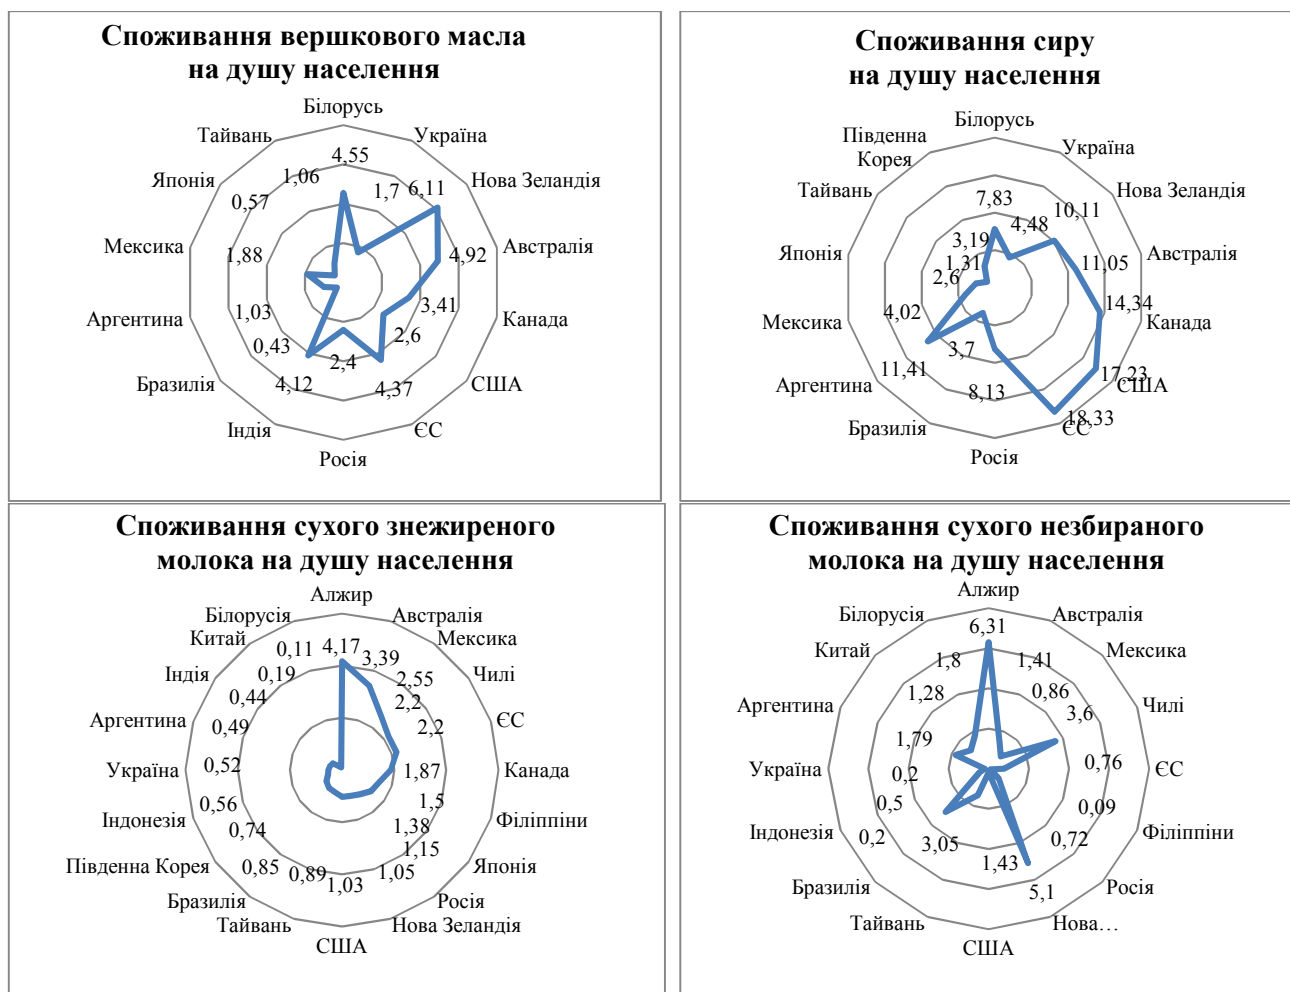 Споживання вершкового масла
на душу населення
Білорусь
Україна
Нова Зеландія
Австралія
Канада
США
ЄС
Росія
Індія
Бразилія
Аргентина
Мексика
Японія
Тайвань
4,55
1,7
6,11
4,92
3,41
2,6
4,37
2,4
4,12
0,43
1,03
1,88
0,57
1,06
Споживання сиру
на душу населення
Білорусь
Україна
Нова Зеландія
Австралія
Канада
США
ЄС
Росія
Бразилія
Аргентина
Мексика
Японія
Тайвань
Південна
Корея
7,83
4,48
10,11
11,05
14,34
17,23
18,33
8,13
3,7
11,41
4,02
2,6
1,31
3,19
Споживання сухого знежиреного
молока на душу населення
Алжир
Австралія
Мексика
Чилі
ЄС
Канада
Філіппіни
Японія
Росія
Нова Зеландія
США
Тайвань
Бразилія
Південна Корея
Індонезія
Україна
Аргентина
Індія
Китай
Білорусія
4,17
3,39
2,55
2,2
2,2
1,87
1,5
1,38
1,15
1,05
1,03
0,89
0,85
0,74
0,56
0,52
0,49
0,44
0,19
0,11
Споживання сухого незбираного
молока на душу населення
Алжир
Австралія
Мексика
Чилі
ЄС
Філіппіни
Росія
Нова…
США
Тайвань
Бразилія
Індонезія
Україна
Аргентина
Китай
Білорусія
6,31
1,41
0,86
3,6
0,76
0,09
0,72
5,1
1,43
3,05
0,2
0,5
0,2
1,79
1,28
1,8